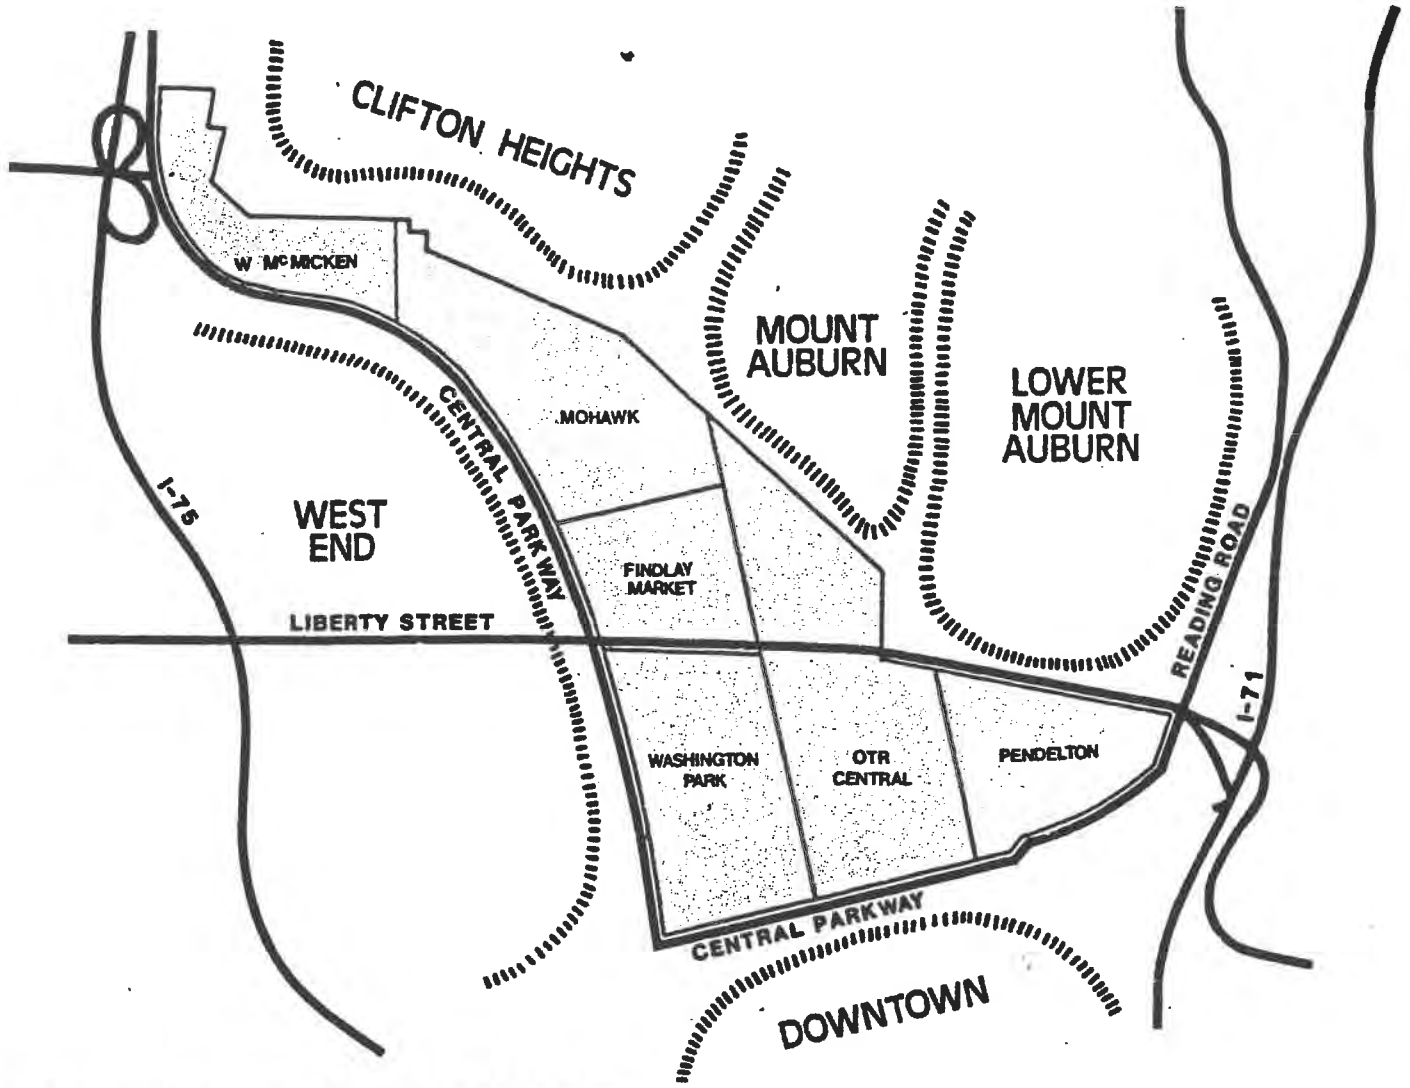 CLIFTON HEIGHTS
W McMICKEN
MOUNT
AUBURN
LOWER
MOUNT
AUBURN
CENTRAL PARKWAY
MOHAWK
I-75
WEST
END
FINDLAY
MARKET
LIBERTY STREET
READING ROAD
I-71
WASHINGTON
PARK
OTR
CENTRAL
PENDELTON
CENTRAL PARKWAY
DOWNTOWN